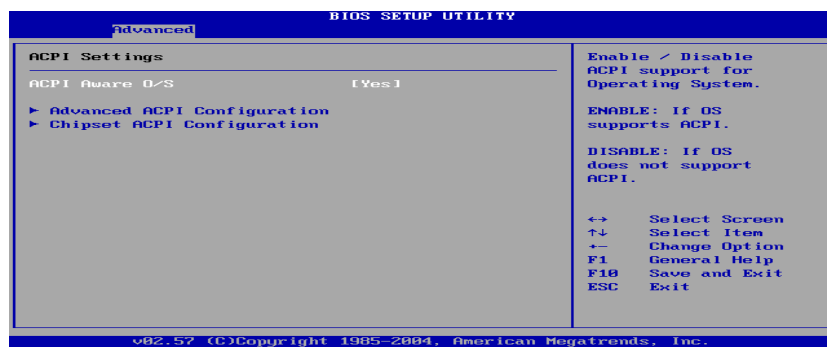 BIOS SETUP UTILITY
Advanced
ACPI Settings
ACPI Aware O/S [Yes]
► Advanced ACPI Configuration
► Chipset ACPI Configuration
Enable / Disable
ACPI support for
Operating System.
ENABLE: If OS
supports ACPI.
DISABLE: If OS
does not support
ACPI.
↔ Select Screen
↑↓ Select Item
+- Change Option
F1 General Help
F10 Save and Exit
ESC Exit
v02.57 (C)Copyright 1985-2004, American Megatrends, Inc.